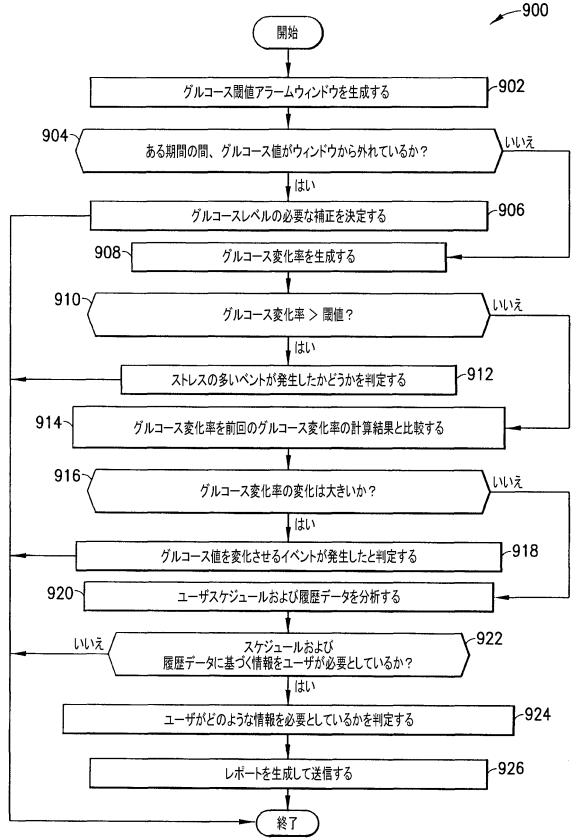 900
開始
グルコース閾値アラームウィンドウを生成する
902
904
ある期間の間、グルコース値がウィンドウから外れているか？
いいえ
はい
グルコースレベルの必要な補正を決定する
906
908
グルコース変化率を生成する
910
グルコース変化率 > 閾値？
いいえ
はい
ストレスの多いベントが発生したかどうかを判定する
912
914
グルコース変化率を前回のグルコース変化率の計算結果と比較する
916
グルコース変化率の変化は大きいか？
いいえ
はい
グルコース値を変化させるイベントが発生したと判定する
918
920
ユーザスケジュールおよび履歴データを分析する
922
いいえ
スケジュールおよび
履歴データに基づく情報をユーザが必要としているか？
はい
ユーザがどのような情報を必要としているかを判定する
924
レポートを生成して送信する
926
終了